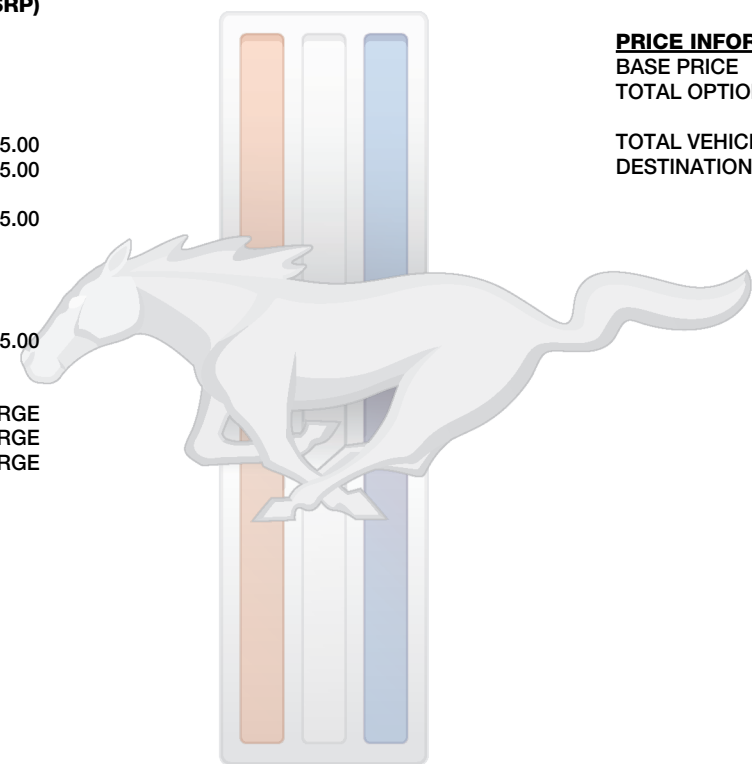 SRP)
5.00
5.00
5.00
5.00
RGE
RGE
RGE
PRICE INFOR
BASE PRICE
TOTAL OPTIO
TOTAL VEHIC
DESTINATION